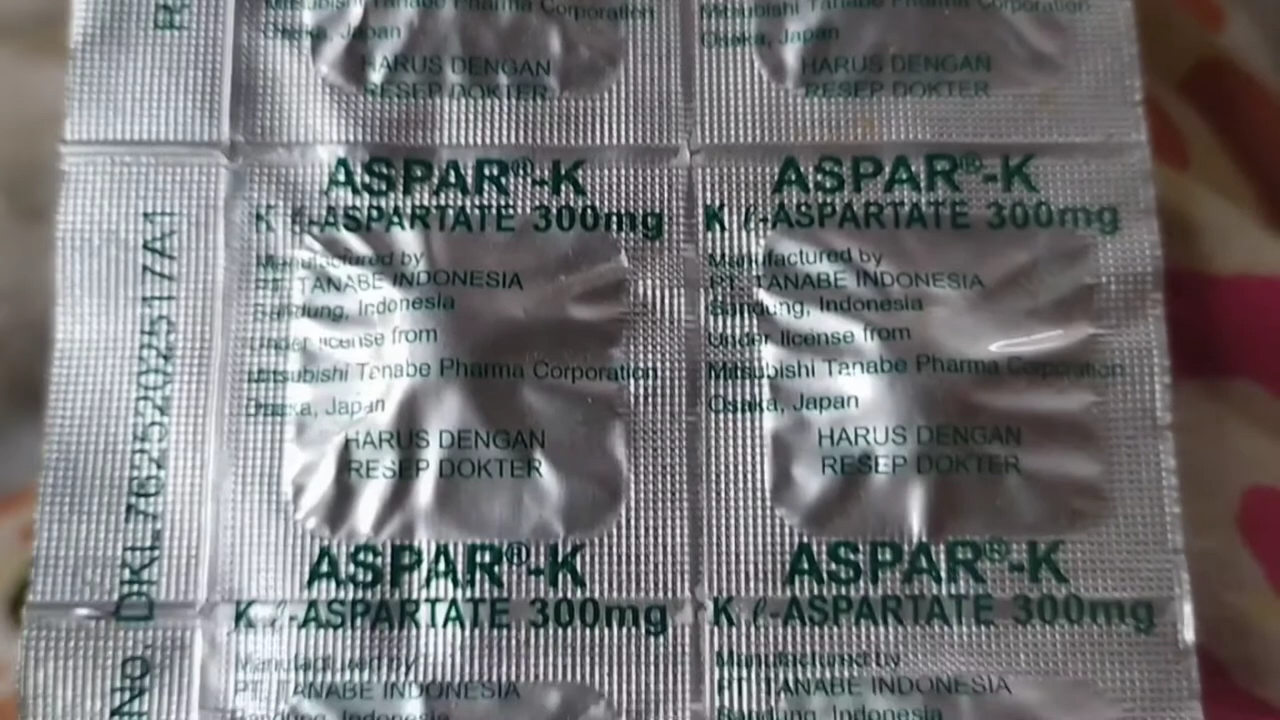 Mitsubishi Tanabe Pharma Corporation
Osaka, Japan
HARUS DENGAN
RESEP DOKTER
Mitsubishi Tanabe Pharma Corporation
Osaka, Japan
HARUS DENGAN
RESEP DOKTER
ASPAR®-K
K ℓ-ASPARTATE 300mg
Manufactured by
PT. TANABE INDONESIA
Bandung, Indonesia
Under license from
Mitsubishi Tanabe Pharma Corporation
Osaka, Japan
HARUS DENGAN
RESEP DOKTER
ASPAR®-K
K ℓ-ASPARTATE 300mg
Manufactured by
PT. TANABE INDONESIA
Bandung, Indonesia
Under license from
Mitsubishi Tanabe Pharma Corporation
Osaka, Japan
HARUS DENGAN
RESEP DOKTER
ASPAR®-K
K ℓ-ASPARTATE 300mg
Manufactured by
PT. TANABE INDONESIA
Bandung, Indonesia
ASPAR®-K
K ℓ-ASPARTATE 300mg
Manufactured by
PT. TANABE INDONESIA
Bandung, Indonesia
No. DKL7625202517A1